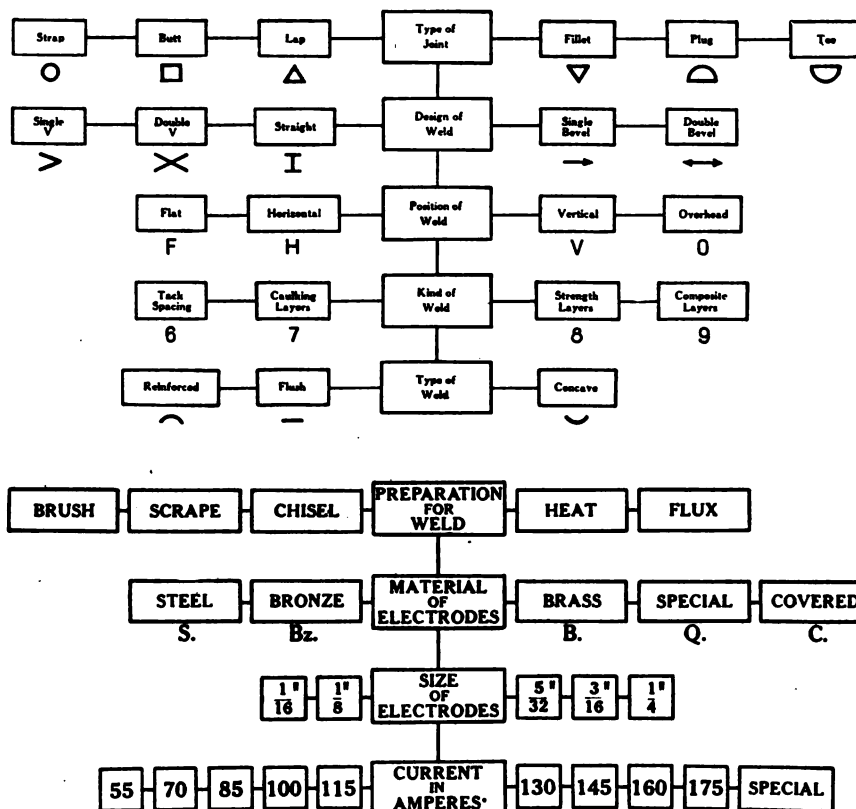 Strap Butt Lap Type of Joint Fillet Plug Tee
Single V Double V Straight Design of Weld Single Bevel Double Bevel
Flat Horizontal Position of Weld Vertical Overhead
F H V O
Tack Spacing Caulking Layers Kind of Weld Strength Layers Composite Layers
6 7 8 9
Reinforced Flush Type of Weld Concave
BRUSH SCRAPE CHISEL PREPARATION FOR WELD HEAT FLUX
STEEL BRONZE MATERIAL OF ELECTRODES BRASS SPECIAL COVERED
S. Bz. B. Q. C.
1/16" 1/8" SIZE OF ELECTRODES 5/32" 3/16" 1/4"
55 70 85 100 115 CURRENT IN AMPERES 130 145 160 175 SPECIAL